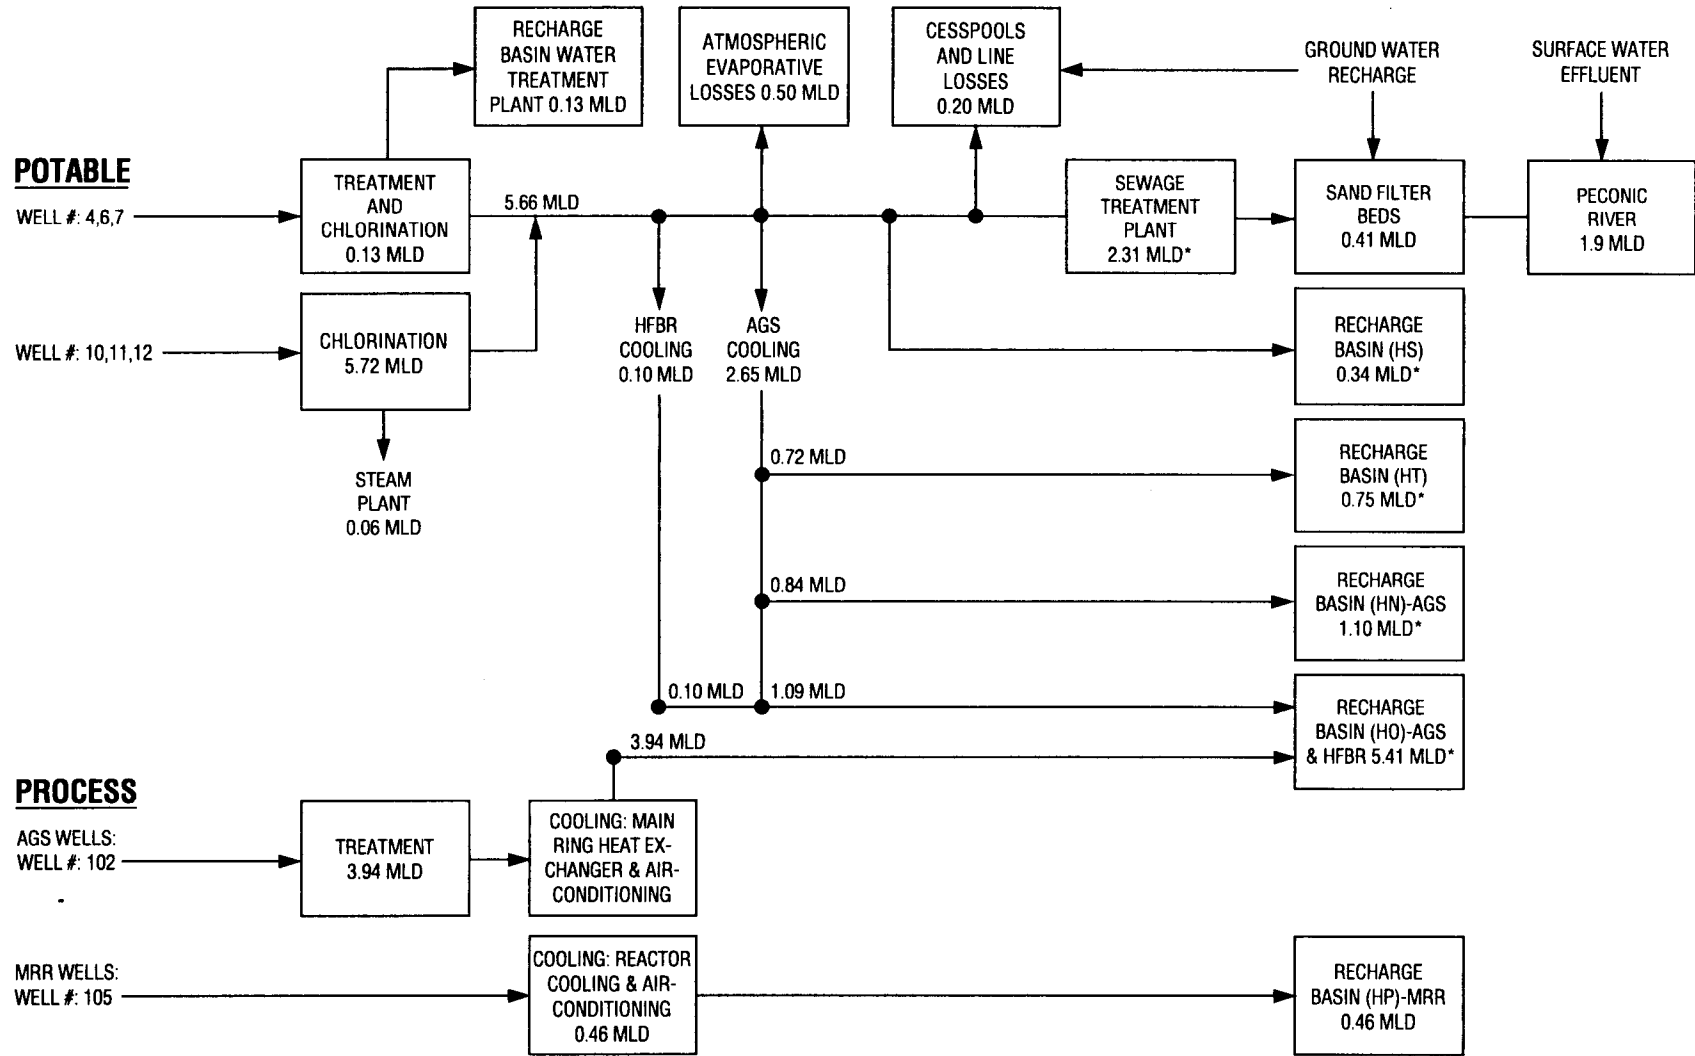 RECHARGE
BASIN WATER
TREATMENT
PLANT 0.13 MLD
ATMOSPHERIC
EVAPORATIVE
LOSSES 0.50 MLD
CESSPOOLS
AND LINE
LOSSES
0.20 MLD
GROUND WATER
RECHARGE
SURFACE WATER
EFFLUENT
POTABLE
WELL #: 4,6,7
TREATMENT
AND
CHLORINATION
0.13 MLD
5.66 MLD
SEWAGE
TREATMENT
PLANT
2.31 MLD*
SAND FILTER
BEDS
0.41 MLD
PECONIC
RIVER
1.9 MLD
WELL #: 10,11,12
CHLORINATION
5.72 MLD
HFBR
COOLING
0.10 MLD
AGS
COOLING
2.65 MLD
RECHARGE
BASIN (HS)
0.34 MLD*
STEAM
PLANT
0.06 MLD
0.72 MLD
RECHARGE
BASIN (HT)
0.75 MLD*
0.84 MLD
RECHARGE
BASIN (HN)-AGS
1.10 MLD*
0.10 MLD
1.09 MLD
RECHARGE
BASIN (HO)-AGS
& HFBR 5.41 MLD*
3.94 MLD
PROCESS
AGS WELLS:
WELL #: 102
TREATMENT
3.94 MLD
COOLING: MAIN
RING HEAT EX-
CHANGER & AIR-
CONDITIONING
MRR WELLS:
WELL #: 105
COOLING: REACTOR
COOLING & AIR-
CONDITIONING
0.46 MLD
RECHARGE
BASIN (HP)-MRR
0.46 MLD